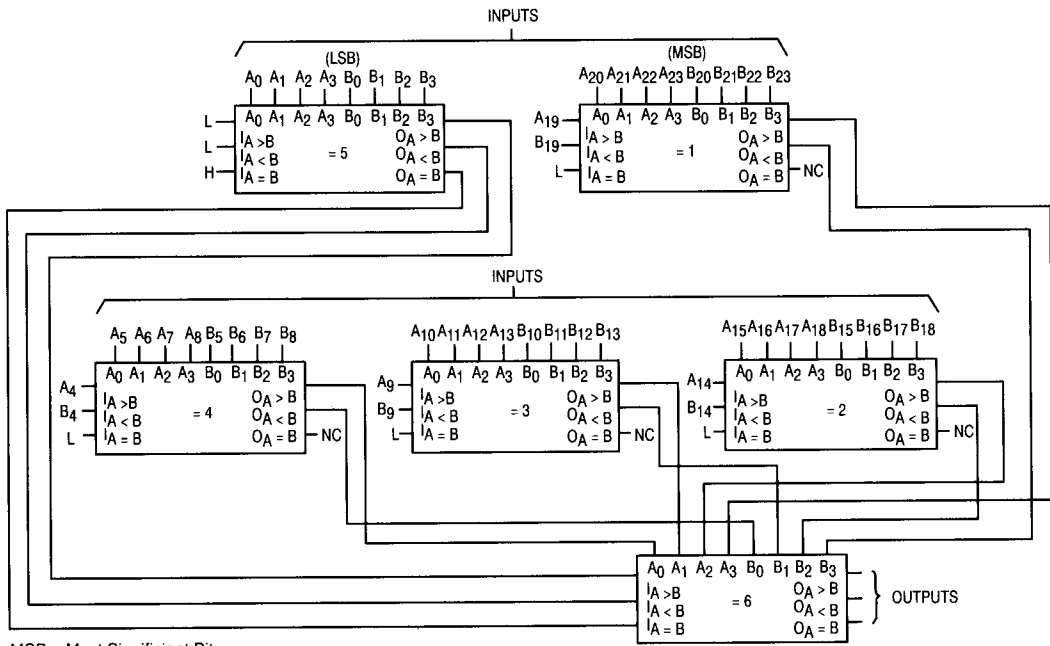 INPUTS
(LSB) (MSB)
A0 A1 A2 A3 B0 B1 B2 B3 A20 A21 A22 A23 B20 B21 B22 B23
A0 A1 A2 A3 B0 B1 B2 B3 A0 A1 A2 A3 B0 B1 B2 B3
L IA > B OA > B A19 IA > B OA > B
L IA < B = 5 OA < B B19 IA < B = 1 OA < B
H IA = B OA = B L IA = B OA = B NC
INPUTS
A5 A6 A7 A8 B5 B6 B7 B8 A10 A11 A12 A13 B10 B11 B12 B13 A15 A16 A17 A18 B15 B16 B17 B18
A0 A1 A2 A3 B0 B1 B2 B3 A0 A1 A2 A3 B0 B1 B2 B3 A0 A1 A2 A3 B0 B1 B2 B3
A4 IA > B OA > B A9 IA > B OA > B A14 IA > B OA > B
B4 IA < B = 4 OA < B B9 IA < B = 3 OA < B B14 IA < B = 2 OA < B
L IA = B OA = B NC L IA = B OA = B NC L IA = B OA = B NC
A0 A1 A2 A3 B0 B1 B2 B3
IA > B OA > B
IA < B = 6 OA < B OUTPUTS
IA = B OA = B